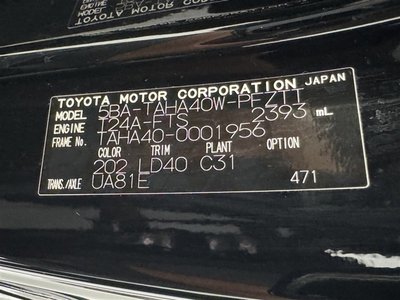 TOYOTA MOTOR CORPORATION JAPAN
MODEL 5BA-TAHA40W-PFZTT
ENGINE T24A-FTS 2393 mL
FRAME No. TAHA40-0001956
COLOR TRIM PLANT OPTION
202 LD40 C31
TRANS./AXLE UA81E 471